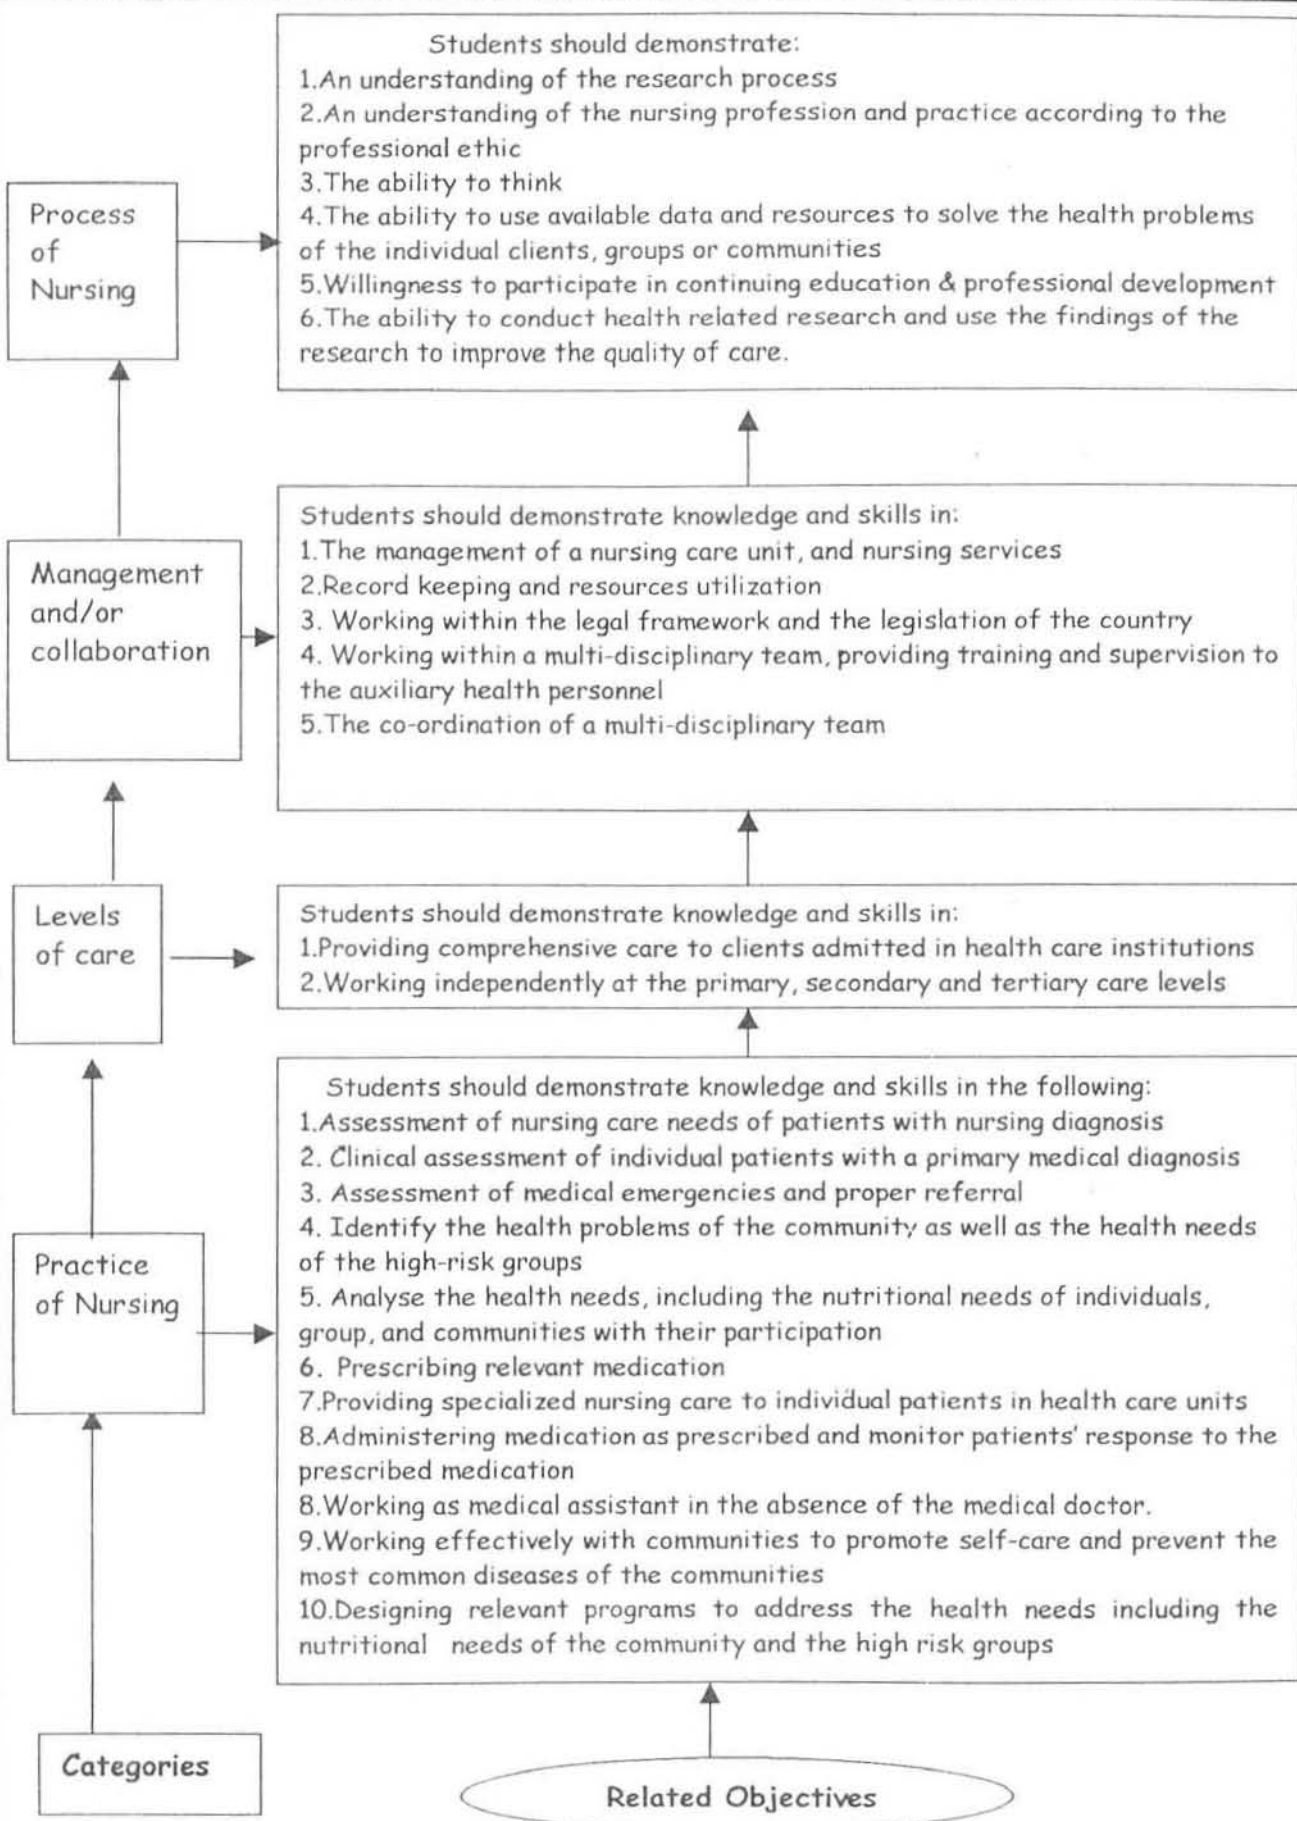 Students should demonstrate:
1.An understanding of the research process
2.An understanding of the nursing profession and practice according to the
professional ethic
3.The ability to think
4.The ability to use available data and resources to solve the health problems
of the individual clients, groups or communities
5.Willingness to participate in continuing education & professional development
6.The ability to conduct health related research and use the findings of the
research to improve the quality of care.
Process
of
Nursing
Students should demonstrate knowledge and skills in:
1.The management of a nursing care unit, and nursing services
2.Record keeping and resources utilization
3. Working within the legal framework and the legislation of the country
4. Working within a multi-disciplinary team, providing training and supervision to
the auxiliary health personnel
5.The co-ordination of a multi-disciplinary team
Management
and/or
collaboration
Students should demonstrate knowledge and skills in:
1.Providing comprehensive care to clients admitted in health care institutions
2.Working independently at the primary, secondary and tertiary care levels
Levels
of care
Students should demonstrate knowledge and skills in the following:
1.Assessment of nursing care needs of patients with nursing diagnosis
2. Clinical assessment of individual patients with a primary medical diagnosis
3. Assessment of medical emergencies and proper referral
4. Identify the health problems of the community as well as the health needs
of the high-risk groups
5. Analyse the health needs, including the nutritional needs of individuals,
group, and communities with their participation
6. Prescribing relevant medication
7.Providing specialized nursing care to individual patients in health care units
8.Administering medication as prescribed and monitor patients' response to the
prescribed medication
8.Working as medical assistant in the absence of the medical doctor.
9.Working effectively with communities to promote self-care and prevent the
most common diseases of the communities
10.Designing relevant programs to address the health needs including the
nutritional needs of the community and the high risk groups
Practice
of Nursing
Categories
Related Objectives